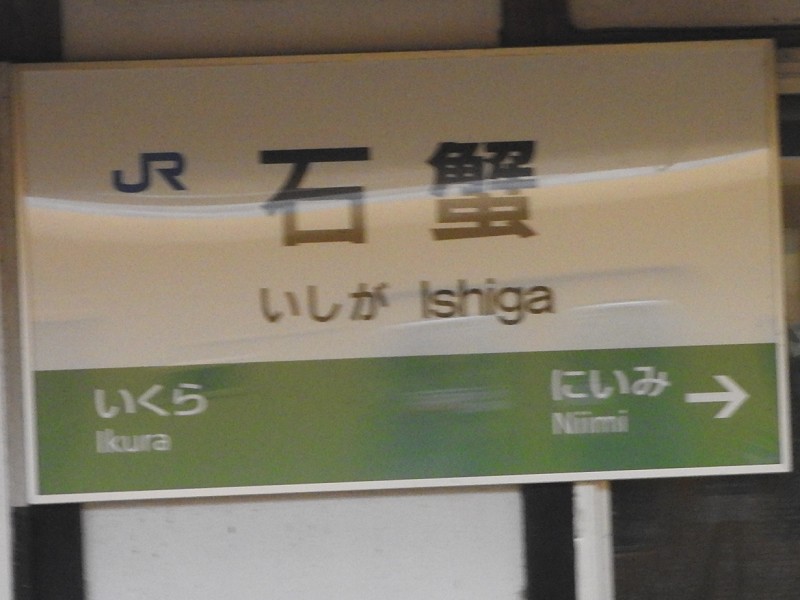 JR 石蟹
いしが Ishiga
いくら にいみ →
Ikura Niimi